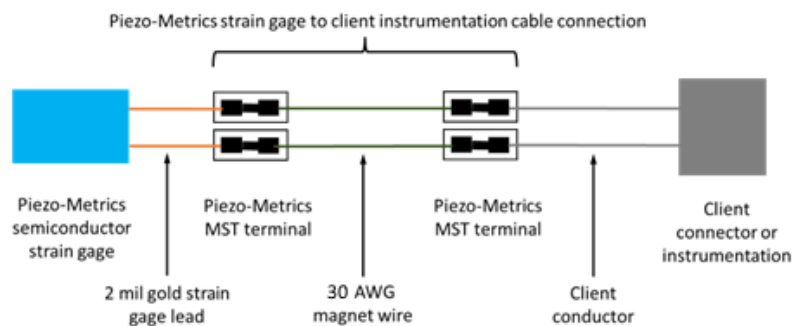 Piezo-Metrics strain gage to client instrumentation cable connection
Piezo-Metrics
semiconductor
strain gage
Piezo-Metrics
MST terminal
Piezo-Metrics
MST terminal
Client
connector or
instrumentation
2 mil gold strain
gage lead
30 AWG
magnet wire
Client
conductor